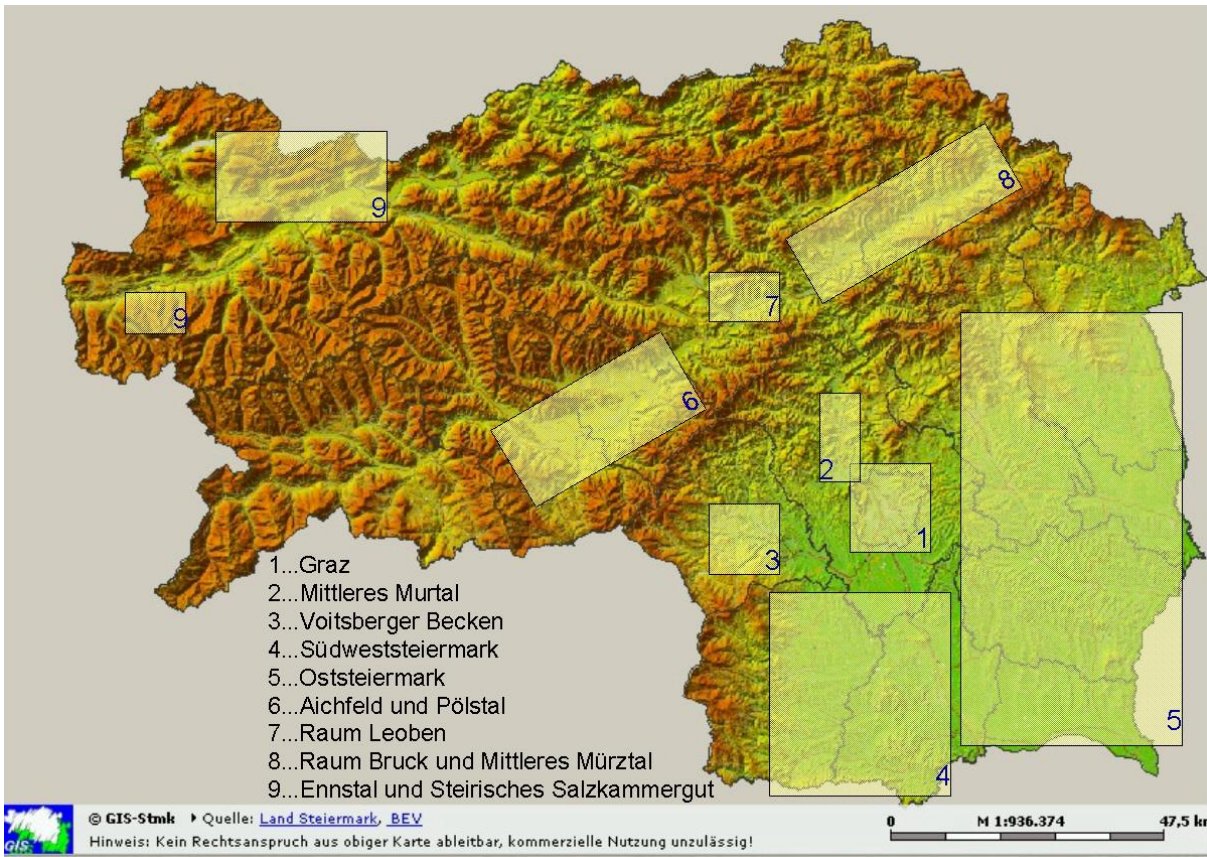 9
8
7
9
6
2
1
3
5
4
1...Graz
2...Mittleres Murtal
3...Voitsberger Becken
4...Südweststeiermark
5...Oststeiermark
6...Aichfeld und Pölstal
7...Raum Leoben
8...Raum Bruck und Mittleres Mürztal
9...Ennstal und Steirisches Salzkammergut
GIS
© GIS-Stmk Quelle: Land Steiermark, BEV
Hinweis: Kein Rechtsanspruch aus obiger Karte ableitbar, kommerzielle Nutzung unzulässig!
0 M 1:936.374 47,5 km